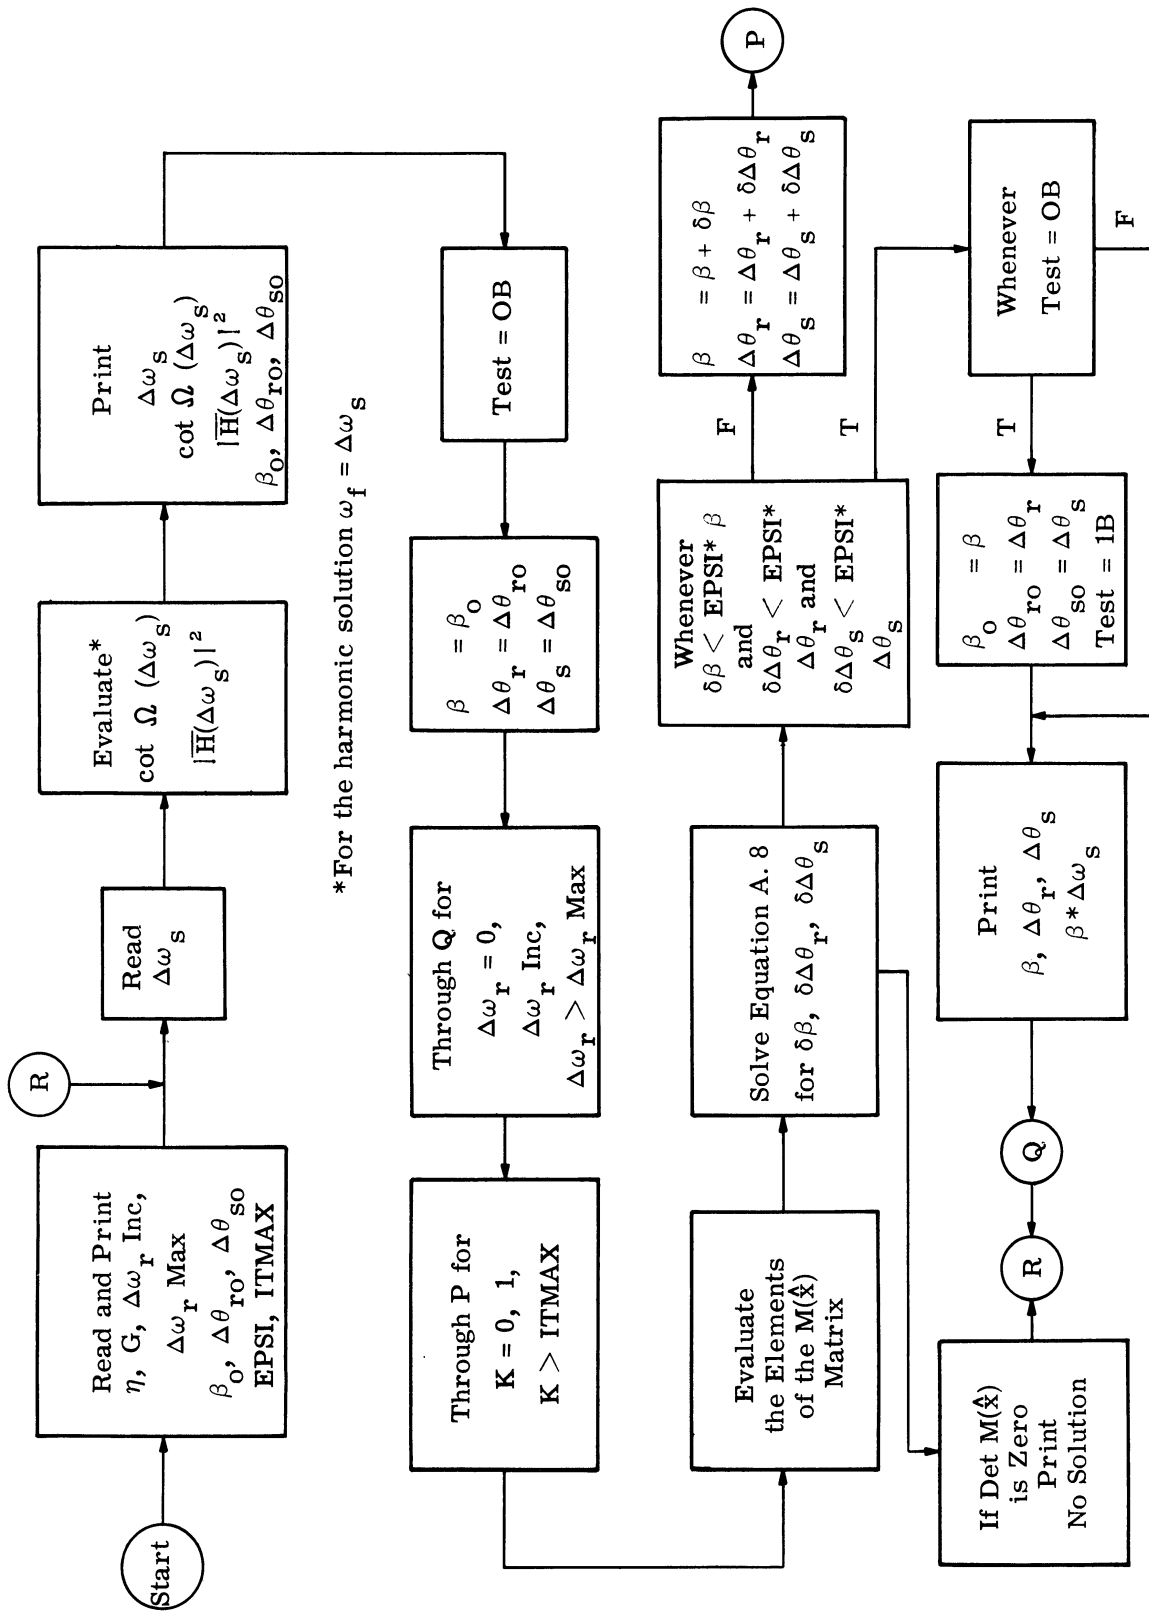 Start
Read and Print
η, G, Δω_r Inc,
Δω_r Max
β_o, Δθ_ro, Δθ_so
EPSI, ITMAX
R
Read
Δω_s
Evaluate*
cot Ω (Δω_s)
|H̅(Δω_s)|²
Print
Δω_s
cot Ω (Δω_s)
|H̅(Δω_s)|²
β_o, Δθ_ro, Δθ_so
*For the harmonic solution ω_f = Δω_s
Test = OB
β = β_o
Δθ_r = Δθ_ro
Δθ_s = Δθ_so
Through Q for
Δω_r = 0,
Δω_r Inc,
Δω_r > Δω_r Max
Through P for
K = 0, 1,
K > ITMAX
Evaluate
the Elements
of the M(x̂)
Matrix
Solve Equation A. 8
for δβ, δΔθ_r, δΔθ_s
Whenever
δβ < EPSI* β
and
δΔθ_r < EPSI*
Δθ_r and
δΔθ_s < EPSI*
Δθ_s
F
T
β = β + δβ
Δθ_r = Δθ_r + δΔθ_r
Δθ_s = Δθ_s + δΔθ_s
P
Whenever
Test = OB
F
T
β_o = β
Δθ_ro = Δθ_r
Δθ_so = Δθ_s
Test = 1B
Print
β, Δθ_r, Δθ_s
β*Δω_s
Q
R
If Det M(x̂)
is Zero
Print
No Solution